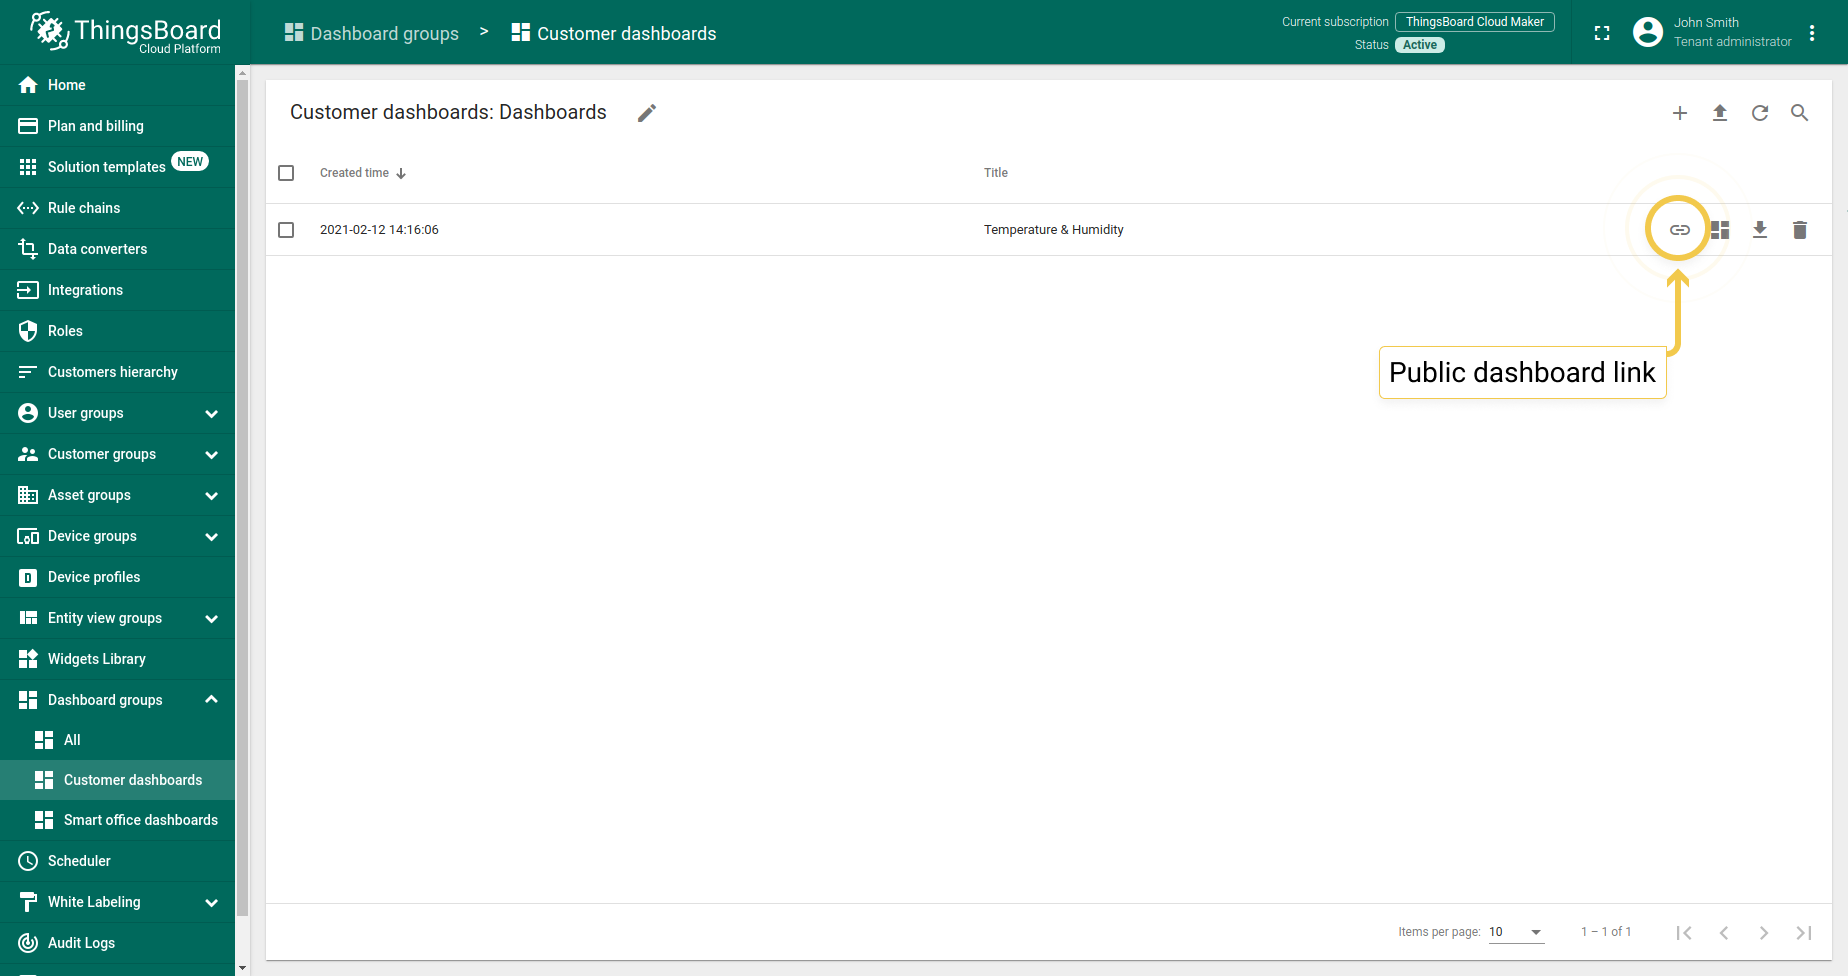 ThingsBoard
Cloud Platform
Dashboard groups > Customer dashboards
Current subscription ThingsBoard Cloud Maker
Status Active
John Smith
Tenant administrator
Home
Plan and billing
Solution templates NEW
Rule chains
Data converters
Integrations
Roles
Customers hierarchy
User groups
Customer groups
Asset groups
Device groups
D Device profiles
Entity view groups
Widgets Library
Dashboard groups
All
Customer dashboards
Smart office dashboards
Scheduler
White Labeling
Audit Logs
Customer dashboards: Dashboards
Created time Title
2021-02-12 14:16:06 Temperature & Humidity
Public dashboard link
Items per page: 10 1 – 1 of 1